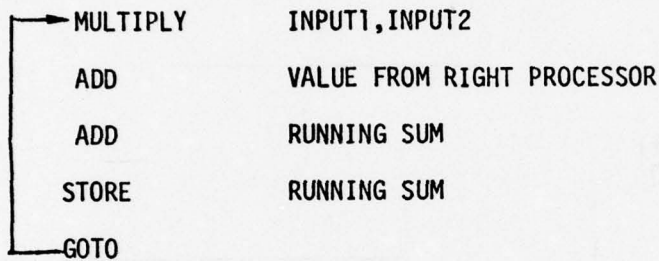 MULTIPLY INPUT1,INPUT2
ADD VALUE FROM RIGHT PROCESSOR
ADD RUNNING SUM
STORE RUNNING SUM
GOTO